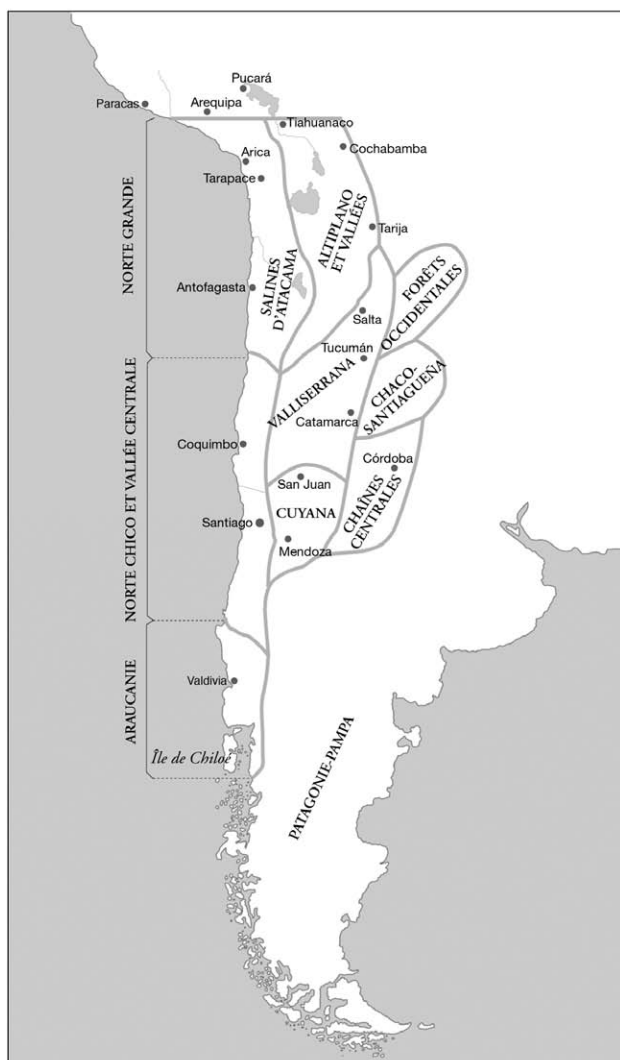 Pucará
Paracas
Arequipa
Tiahuanaco
Cochabamba
Arica
Tarapace
NORTE GRANDE
ALTIPLANO
ET VALLÉES
Tarija
SALINES
D'ATACAMA
Antofagasta
FORÊTS
OCCIDENTALES
Salta
Tucumán
VALLISERRANA
CHACO-
SANTIAGUEÑA
Catamarca
NORTE CHICO ET VALLÉE CENTRALE
Coquimbo
Córdoba
San Juan
CHAÎNES
CENTRALES
CUYANA
Santiago
Mendoza
ARAUCANIE
Valdivia
Île de Chiloé
PATAGONIE-PAMPA